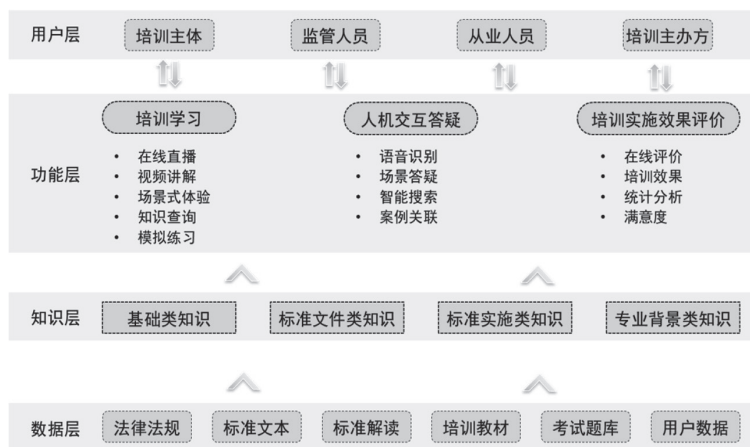 用户层 培训主体 监管人员 从业人员 培训主办方
培训学习 人机交互答疑 培训实施效果评价
功能层
• 在线直播
• 视频讲解
• 场景式体验
• 知识查询
• 模拟练习
• 语音识别
• 场景答疑
• 智能搜索
• 案例关联
• 在线评价
• 培训效果
• 统计分析
• 满意度
知识层 基础类知识 标准文件类知识 标准实施类知识 专业背景类知识
数据层 法律法规 标准文本 标准解读 培训教材 考试题库 用户数据